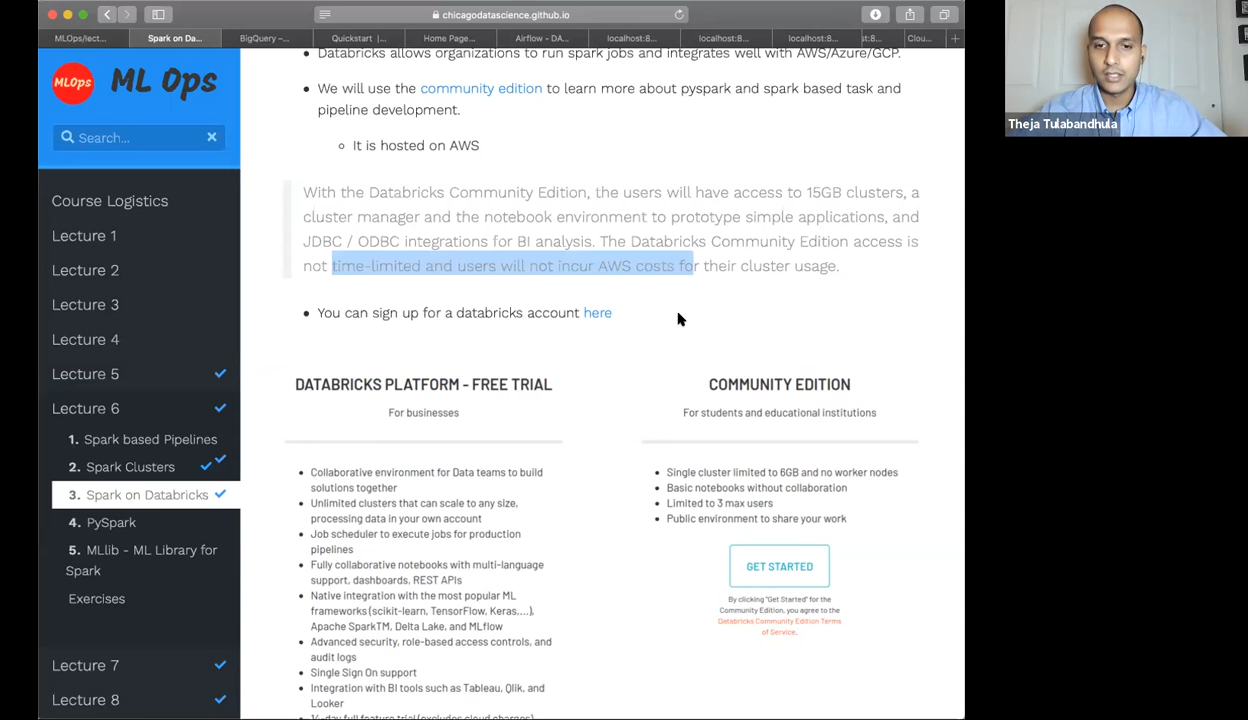 chicagodatascience.github.io
MLOps/lect...
Spark on Da...
BigQuery –...
Quickstart |...
Home Page...
Airflow - DA...
localhost:8...
localhost:8...
localhost:8...
st:8...
Clou...
MLOps
ML Ops
Search...
Course Logistics
Lecture 1
Lecture 2
Lecture 3
Lecture 4
Lecture 5
Lecture 6
1. Spark based Pipelines
2. Spark Clusters
3. Spark on Databricks
4. PySpark
5. MLlib - ML Library for
Spark
Exercises
Lecture 7
Lecture 8
Databricks allows organizations to run spark jobs and integrates well with AWS/Azure/GCP.
We will use the community edition to learn more about pyspark and spark based task and
pipeline development.
It is hosted on AWS
With the Databricks Community Edition, the users will have access to 15GB clusters, a
cluster manager and the notebook environment to prototype simple applications, and
JDBC / ODBC integrations for BI analysis. The Databricks Community Edition access is
not time-limited and users will not incur AWS costs for their cluster usage.
You can sign up for a databricks account here
DATABRICKS PLATFORM - FREE TRIAL
For businesses
Collaborative environment for Data teams to build
solutions together
Unlimited clusters that can scale to any size,
processing data in your own account
Job scheduler to execute jobs for production
pipelines
Fully collaborative notebooks with multi-language
support, dashboards, REST APIs
Native integration with the most popular ML
frameworks (scikit-learn, TensorFlow, Keras,...),
Apache SparkTM, Delta Lake, and MLflow
Advanced security, role-based access controls, and
audit logs
Single Sign On support
Integration with BI tools such as Tableau, Qlik, and
Looker
14-day full feature trial (excludes cloud charges)
COMMUNITY EDITION
For students and educational institutions
Single cluster limited to 6GB and no worker nodes
Basic notebooks without collaboration
Limited to 3 max users
Public environment to share your work
GET STARTED
By clicking "Get Started" for the
Community Edition, you agree to the
Databricks Community Edition Terms
of Service.
Theja Tulabandhula